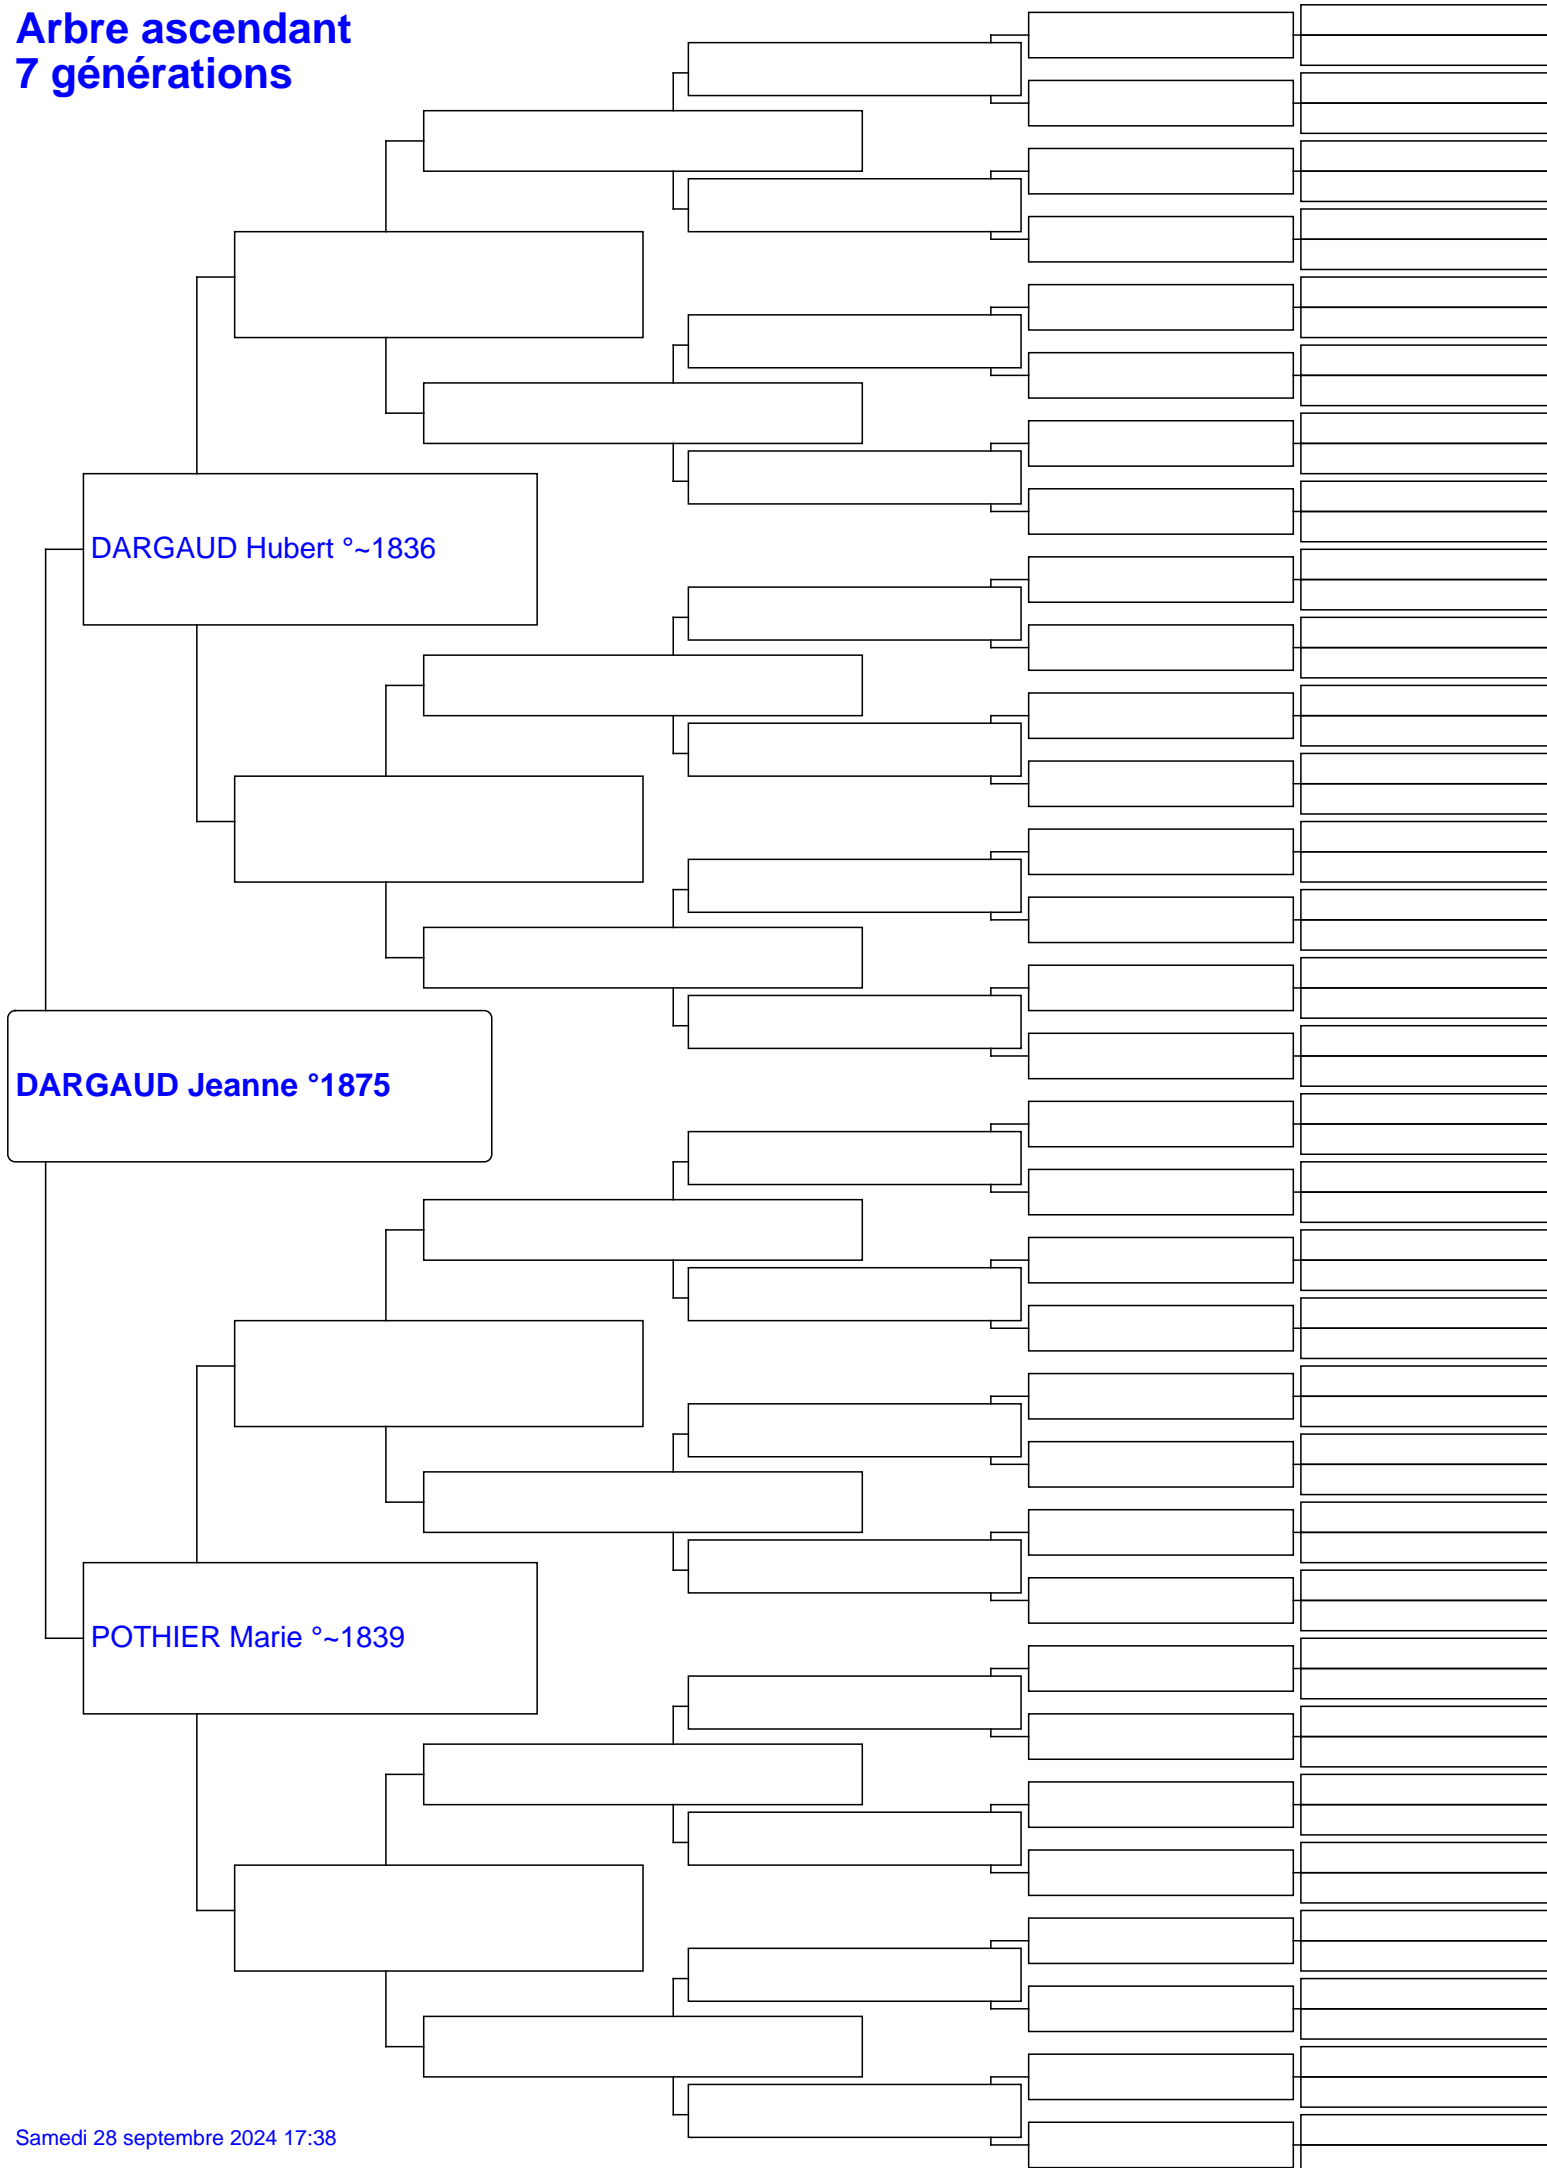 Arbre ascendant
7 générations
DARGAUD Hubert °~1836
DARGAUD Jeanne °1875
POTHIER Marie °~1839
Samedi 28 septembre 2024 17:38